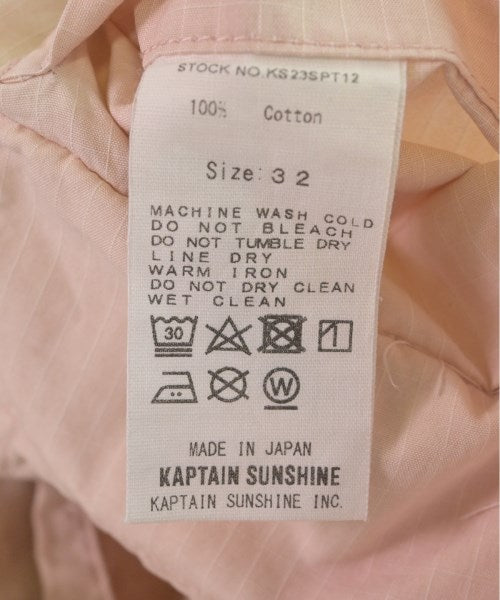 STOCK NO.KS23SPT12
100% Cotton
Size: 32
MACHINE WASH COLD
DO NOT BLEACH
DO NOT TUMBLE DRY
LINE DRY
WARM IRON
DO NOT DRY CLEAN
WET CLEAN
30
W
MADE IN JAPAN
KAPTAIN SUNSHINE
KAPTAIN SUNSHINE INC.